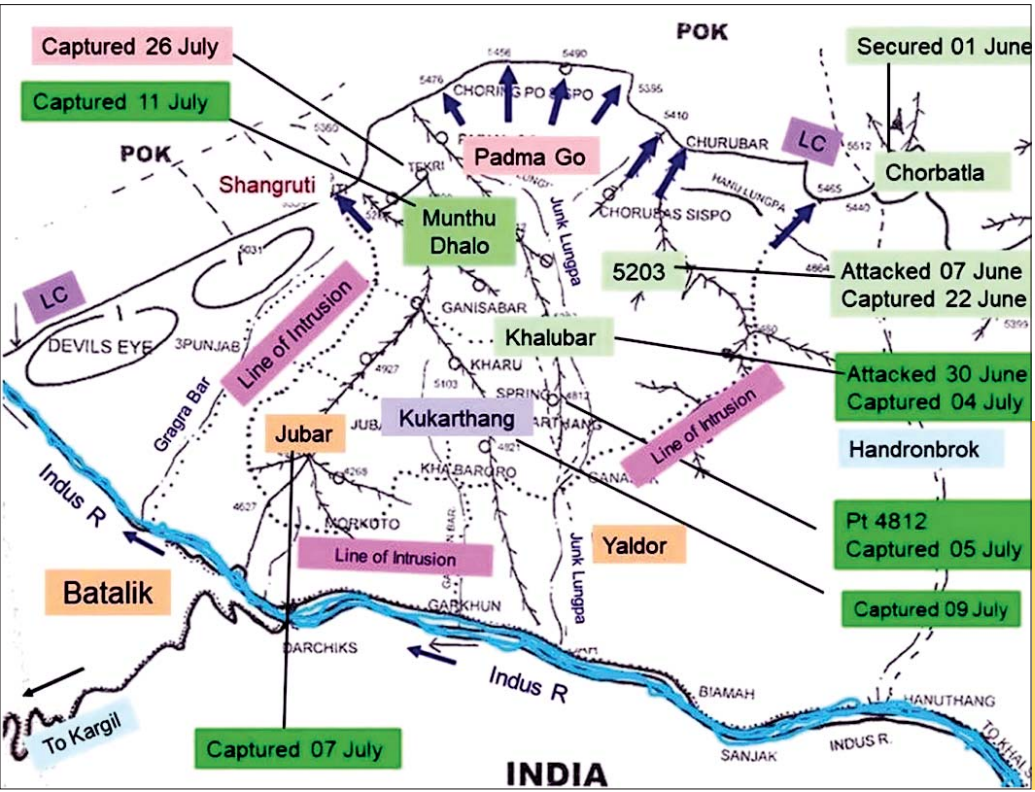 POK
Captured 26 July
Secured 01 June
5456
5490
5476
5395
CHORING PO SISPO
Captured 11 July
5410
5360
CHURUBAR
LC
5512
POK
Padma Go
TEKRI
Chorbatla
Shangruti
HANU LUNGPA
5465
5440
Junk Lungpa
CHORUBAS SISPO
Munthu
Dhalo
5031
5203
4664
Attacked 07 June
Captured 22 June
LC
GANISABAR
Line of Intrusion
DEVILS EYE
3PUNJAB
Khalubar
4927
KHARU
5103
Attacked 30 June
Captured 04 July
SPRING
4812
Gragra Bar
Kukarthang
Line of Intrusion
Jubar
Handronbrok
4821
4268
KHABARORO
4627
MORKUTO
Indus R
Pt 4812
Captured 05 July
Line of Intrusion
Yaldor
Junk Lungpa
Batalik
GARKHUN
Captured 09 July
DARCHIKS
Indus R
BIAMAH
HANUTHANG
To Kargil
Captured 07 July
SANJAK
INDUS R.
INDIA